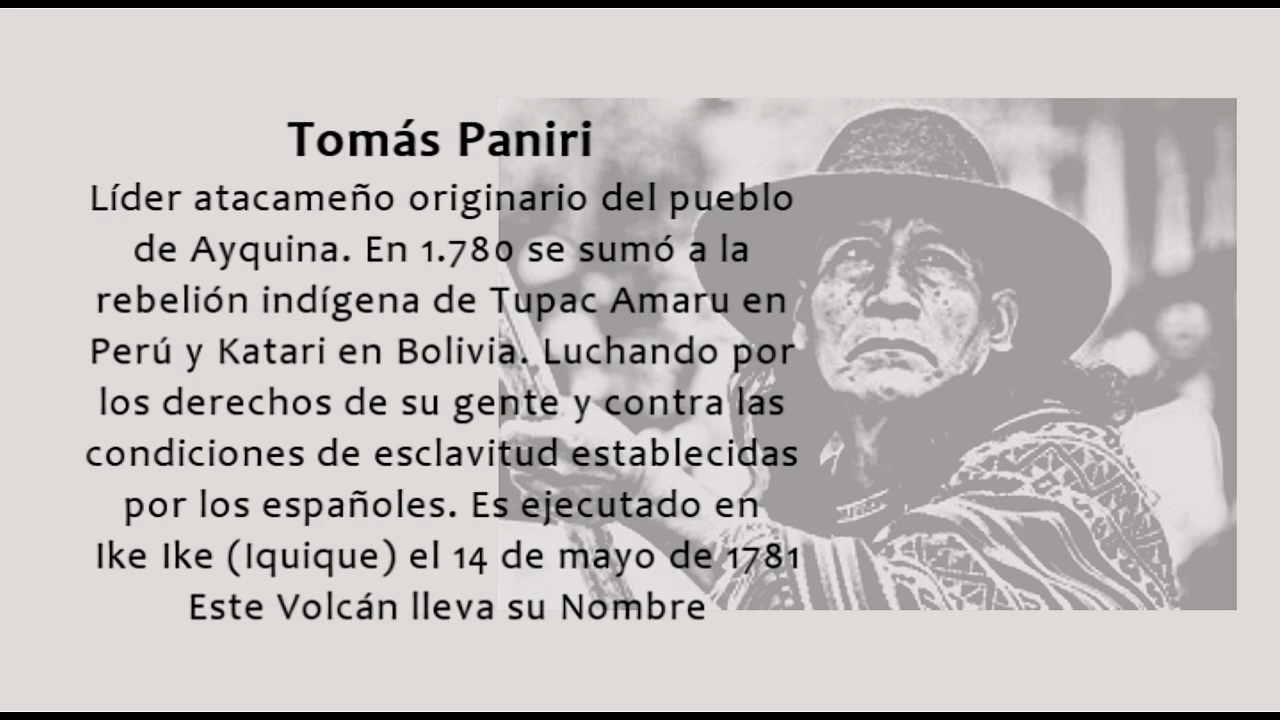 Tomás Paniri
Líder atacameño originario del pueblo
de Ayquina. En 1.780 se sumó a la
rebelión indígena de Tupac Amaru en
Perú y Katari en Bolivia. Luchando por
los derechos de su gente y contra las
condiciones de esclavitud establecidas
por los españoles. Es ejecutado en
Ike Ike (Iquique) el 14 de mayo de 1781
Este Volcán lleva su Nombre